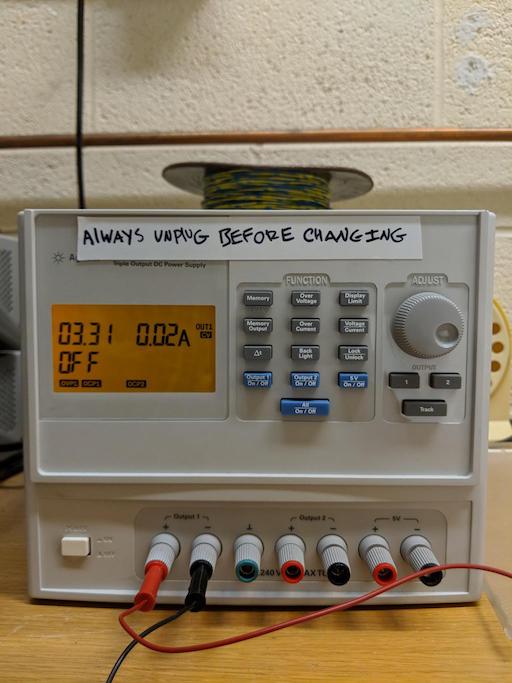 ALWAYS UNPLUG BEFORE CHANGING
Triple Output DC Power Supply
FUNCTION
ADJUST
Memory
Over Voltage
Display Limit
Memory Output
Over Current
Voltage Current
Δt
Back Light
Lock Unlock
Output 1 On / Off
Output 2 On / Off
5 V On / Off
All On / Off
OUTPUT
1
2
Track
03.31 0.02A OUT1
CV
OFF
OVP1 OCP1 OCP2
Output 1
+ −
Output 2
+ −
5V
+ −
240 V